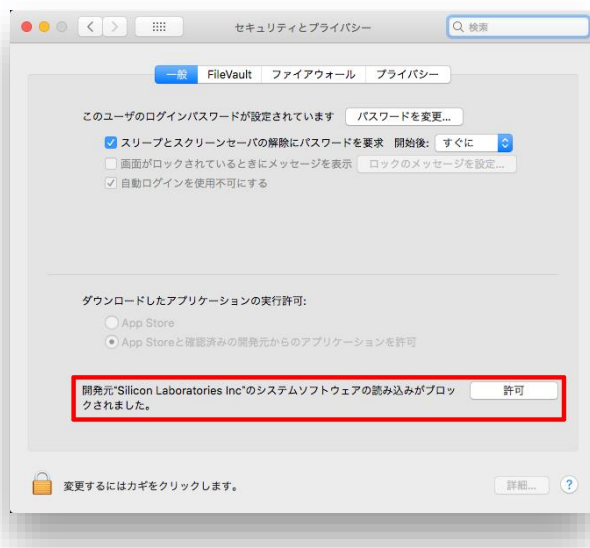 セキュリティとプライバシー
検索
一般 FileVault ファイアウォール プライバシー
このユーザのログインパスワードが設定されています パスワードを変更...
スリープとスクリーンセーバの解除にパスワードを要求 開始後: すぐに
画面がロックされているときにメッセージを表示 ロックのメッセージを設定...
自動ログインを使用不可にする
ダウンロードしたアプリケーションの実行許可:
App Store
App Storeと確認済みの開発元からのアプリケーションを許可
開発元"Silicon Laboratories Inc"のシステムソフトウェアの読み込みがブロッ 許可
クされました。
変更するにはカギをクリックします。 詳細... ?